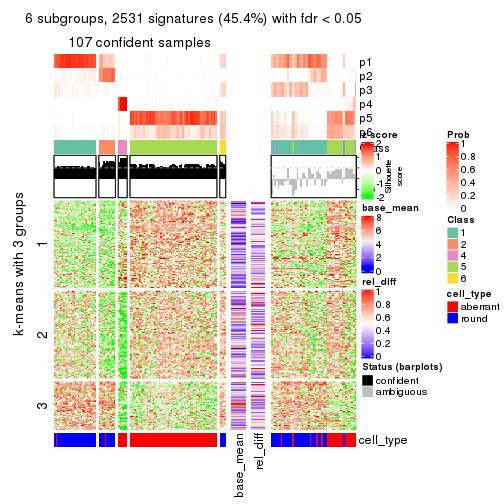 6 subgroups, 2531 signatures (45.4%) with fdr < 0.05
107 confident samples
p1
p2
p3
p4
p5
p6
Class
z-score
2
1
0
-1
-2
Silhouette
score
k-means with 3 groups
1
2
3
base_mean
8
6
4
2
0
rel_diff
1
0.8
0.6
0.4
0.2
0
Status (barplots)
confident
ambiguous
Prob
1
0.8
0.6
0.4
0.2
0
Class
1
2
4
5
6
cell_type
aberrant
round
cell_type
base_mean
rel_diff